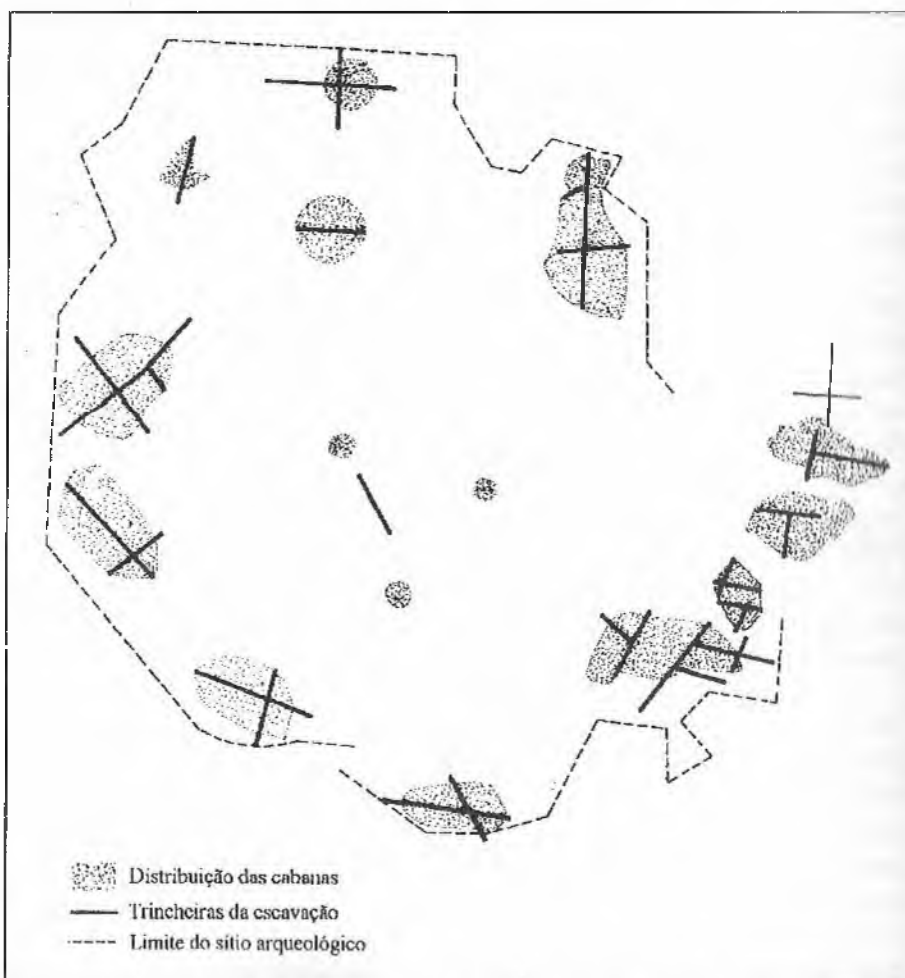 Distribuição das cabanas
Trincheiras da escavação
Limite do sítio arqueológico